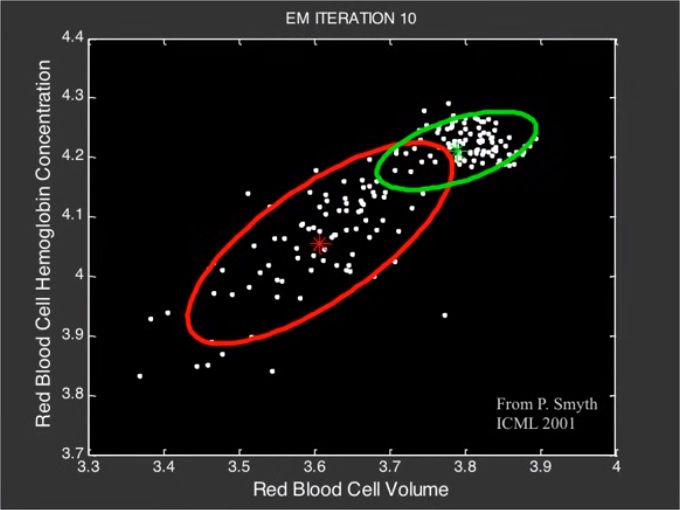 EM ITERATION 10
Red Blood Cell Hemoglobin Concentration
4.4
4.3
4.2
4.1
4
3.9
3.8
3.7
From P. Smyth
ICML 2001
3.3 3.4 3.5 3.6 3.7 3.8 3.9 4
Red Blood Cell Volume